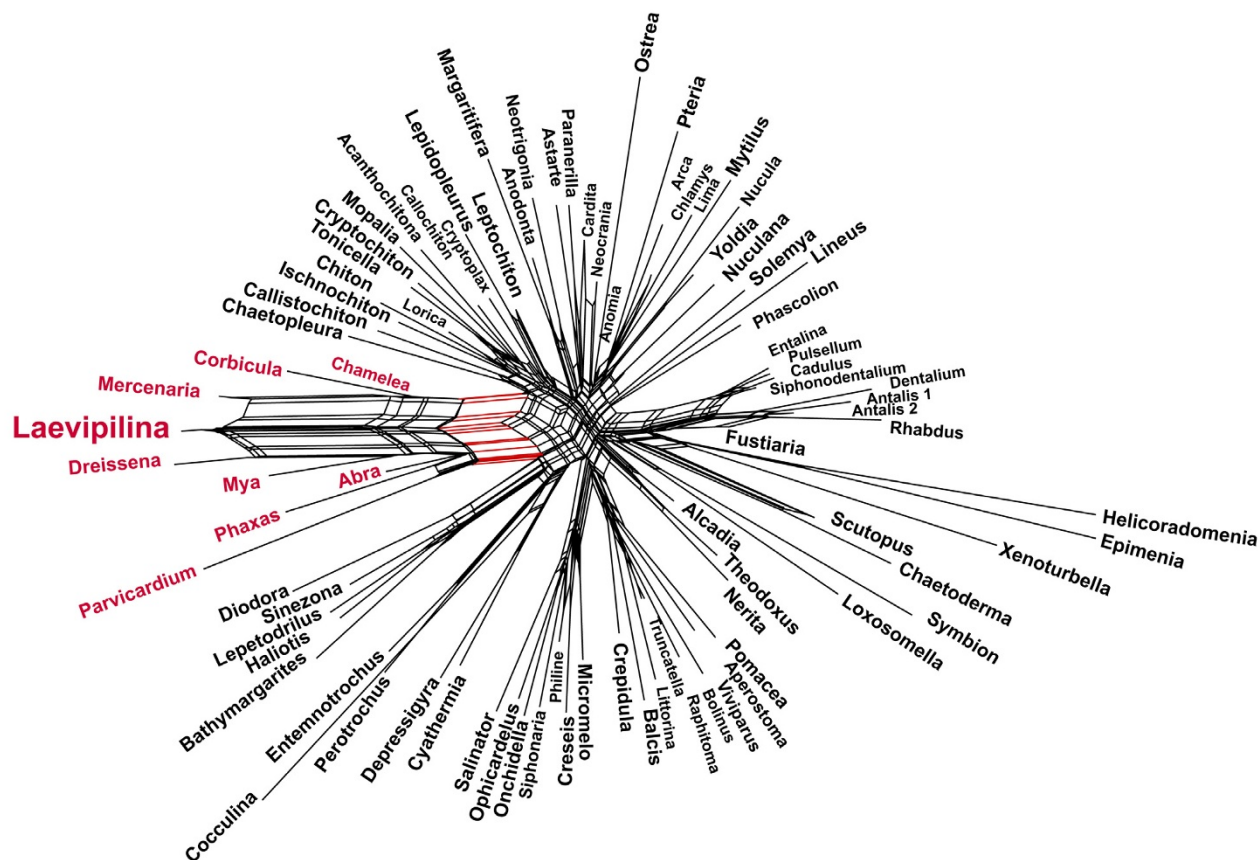 Ostrea
Pteria
Margaritifera
Neotrigonia
Anodonta
Astarte
Paranerilla
Cardita
Neocrania
Anomia
Arca
Chlamys
Lima
Mytilus
Nucula
Yoldia
Nuculana
Solemya
Lineus
Phascolion
Entalina
Pulsellum
Cadulus
Siphonodentalium
Dentalium
Antalis 1
Antalis 2
Rhabdus
Fustiaria
Helicoradomenia
Epimenia
Xenoturbella
Scutopus
Chaetoderma
Symbion
Loxosomella
Alcadia
Theodoxus
Nerita
Pomacea
Aperostoma
Viviparus
Bolinus
Raphitoma
Truncatella
Littorina
Balcis
Crepidula
Micromelo
Philine
Creseis
Siphonaria
Onchidella
Ophicardelus
Salinator
Cyathermia
Depressigyra
Perotrochus
Entemnotrochus
Cocculina
Bathymargarites
Haliotis
Lepetodrilus
Sinezona
Diodora
Parvicardium
Phaxas
Abra
Mya
Dreissena
Laevipilina
Mercenaria
Corbicula
Chamelea
Chaetopleura
Callistochiton
Ischnochiton
Lorica
Chiton
Tonicella
Cryptochiton
Mopalia
Acanthochitona
Callochiton
Cryptoplax
Lepidopleurus
Leptochiton